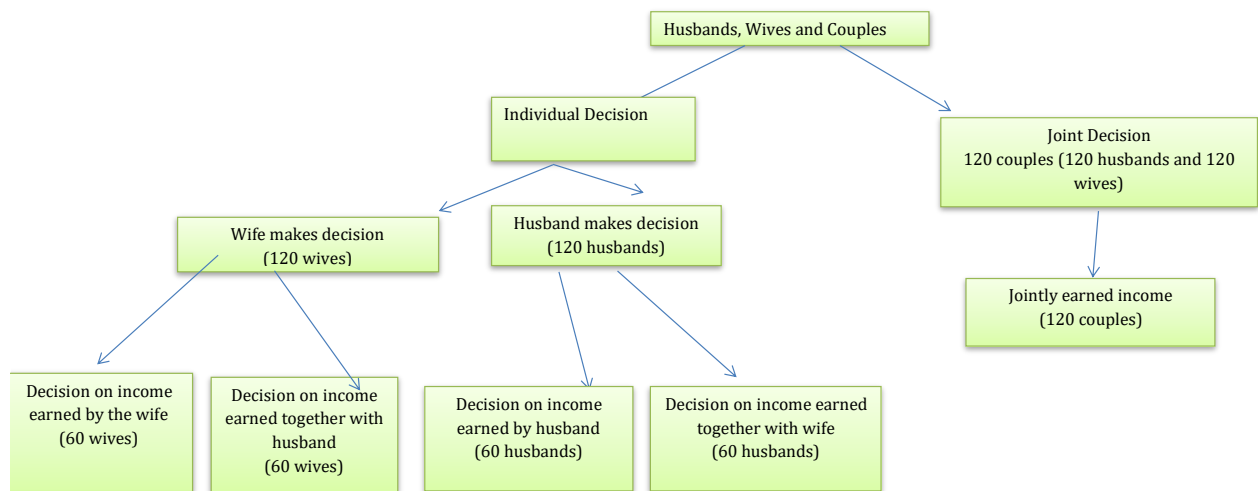 Husbands, Wives and Couples
Individual Decision
Joint Decision
120 couples (120 husbands and 120
wives)
Wife makes decision
(120 wives)
Husband makes decision
(120 husbands)
Jointly earned income
(120 couples)
Decision on income
earned by the wife
(60 wives)
Decision on income
earned together with
husband
(60 wives)
Decision on income
earned by husband
(60 husbands)
Decision on income earned
together with wife
(60 husbands)